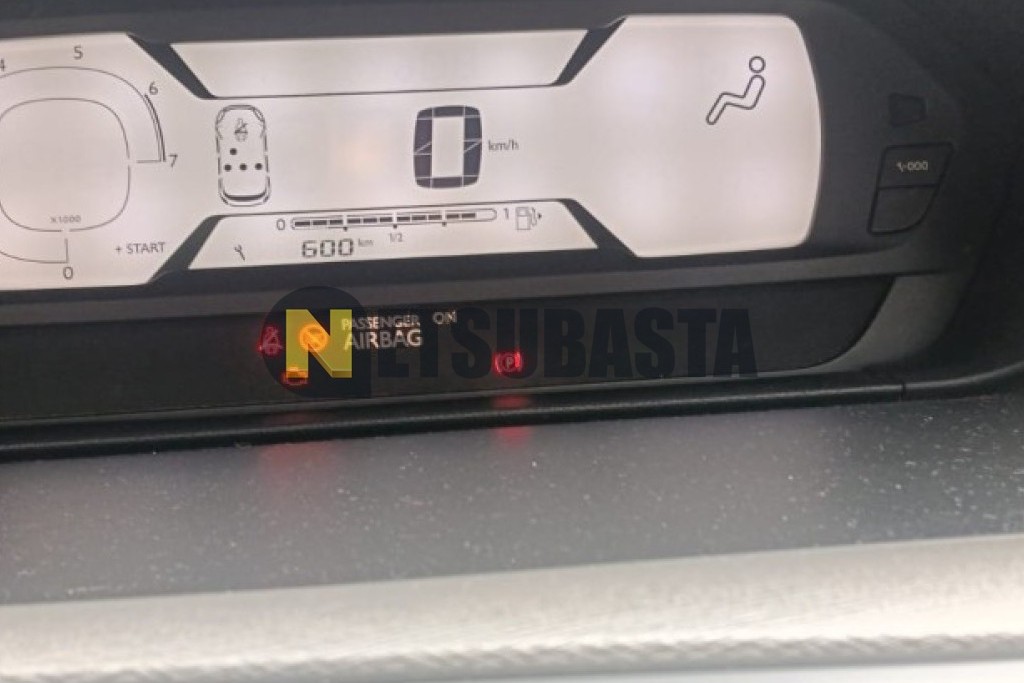 4
5
6
7
X1000
0
+ START
0
km/h
0
1
1/2
600 km
PASSENGER ON
AIRBAG
P
NETSUBASTA
-000